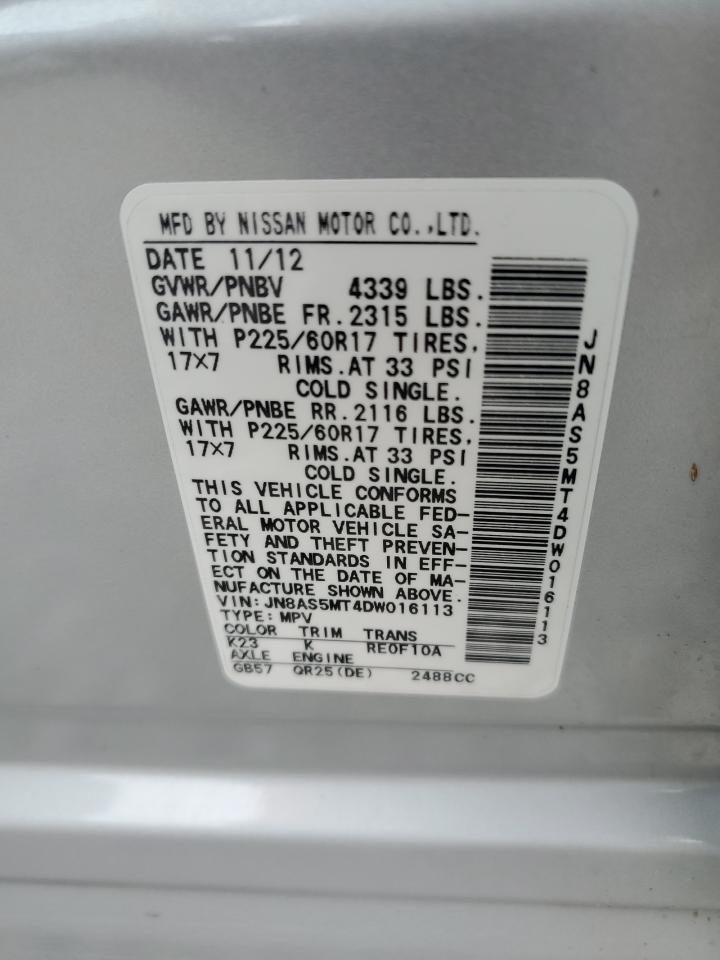 MFD BY NISSAN MOTOR CO.,LTD.
DATE 11/12
GVWR/PNBV 4339 LBS.
GAWR/PNBE FR.2315 LBS.
WITH P225/60R17 TIRES.
17X7 RIMS.AT 33 PSI
COLD SINGLE.
GAWR/PNBE RR.2116 LBS.
WITH P225/60R17 TIRES.
17X7 RIMS.AT 33 PSI
COLD SINGLE.
THIS VEHICLE CONFORMS
TO ALL APPLICABLE FED-
ERAL MOTOR VEHICLE SA-
FETY AND THEFT PREVEN-
TION STANDARDS IN EFF-
ECT ON THE DATE OF MA-
NUFACTURE SHOWN ABOVE.
VIN:JN8AS5MT4DW016113
TYPE:MPV
COLOR TRIM TRANS
K23 K RE0F10A
AXLE ENGINE
GB57 QR25(DE) 2488CC
JN8AS5MT4DW016113